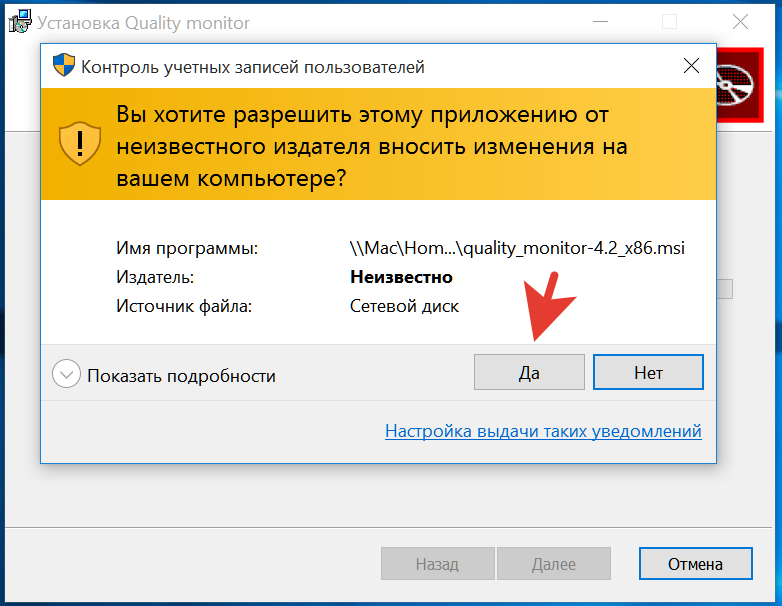 Установка Quality monitor
Контроль учетных записей пользователей
Вы хотите разрешить этому приложению от
неизвестного издателя вносить изменения на
вашем компьютере?
Имя программы: \\Mac\Hom...\quality_monitor-4.2_x86.msi
Издатель: Неизвестно
Источник файла: Сетевой диск
Показать подробности
Да
Нет
Настройка выдачи таких уведомлений
Назад
Далее
Отмена